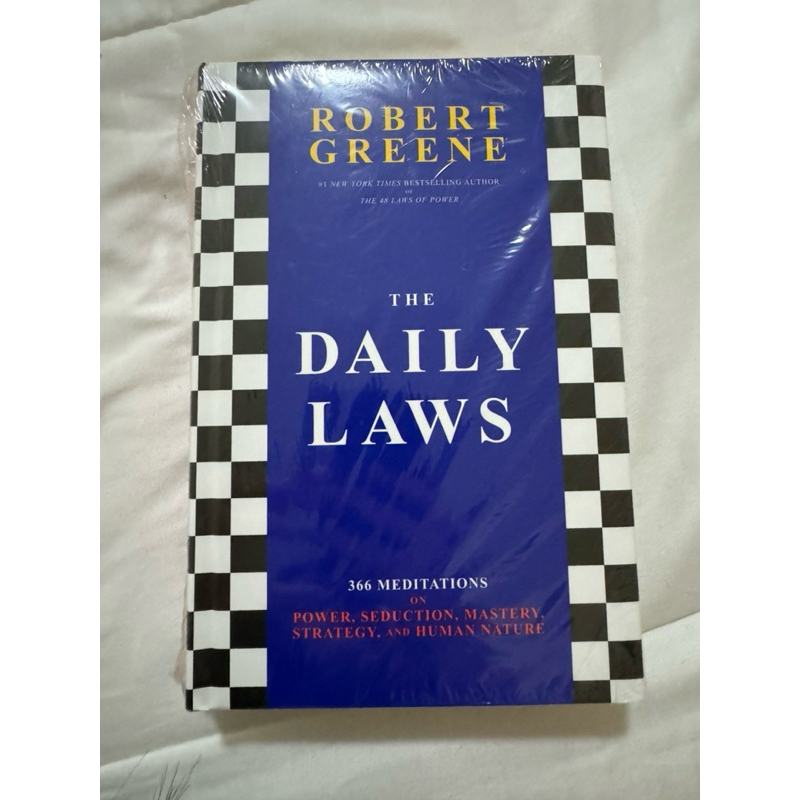 ROBERT
GREENE
#1 NEW YORK TIMES BESTSELLING AUTHOR
OF
THE 48 LAWS OF POWER
THE
DAILY
LAWS
366 MEDITATIONS
ON
POWER, SEDUCTION, MASTERY,
STRATEGY, AND HUMAN NATURE